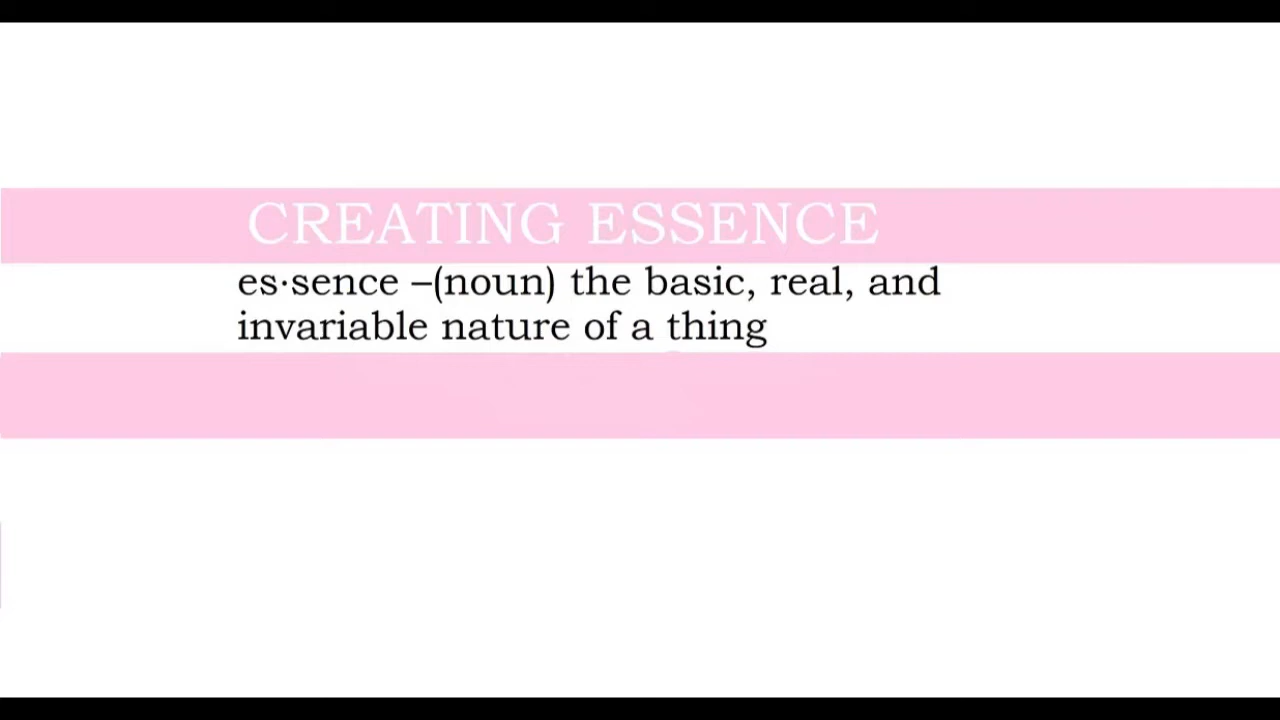 CREATING ESSENCE
es·sence –(noun) the basic, real, and
invariable nature of a thing